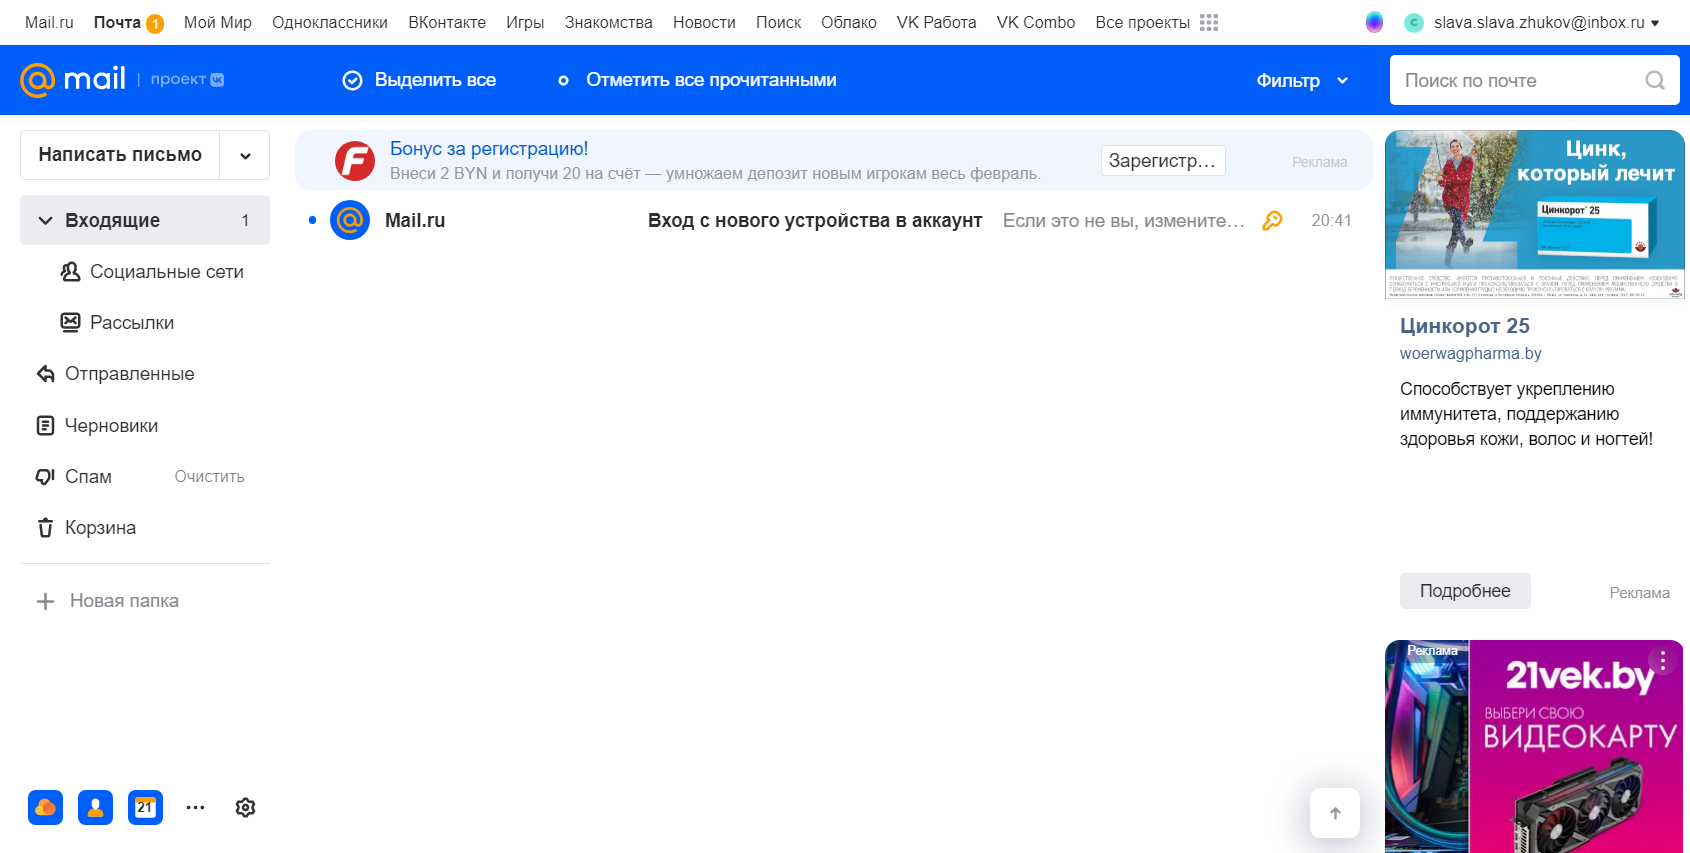 Mail.ru Почта 1 Мой Мир Одноклассники ВКонтакте Игры Знакомства Новости Поиск Облако VK Работа VK Combo Все проекты C slava.slava.zhukov@inbox.ru
mail проект
Выделить все Отметить все прочитанными Фильтр Поиск по почте
Написать письмо
Входящие 1
Социальные сети
Рассылки
Отправленные
Черновики
Спам Очистить
Корзина
Новая папка
21
Бонус за регистрацию!
Внеси 2 BYN и получи 20 на счёт — умножаем депозит новым игрокам весь февраль.
Зарегистр...
Реклама
Mail.ru Вход с нового устройства в аккаунт Если это не вы, измените... 20:41
Цинк,
который лечит
Цинкорот 25
Цинкорот 25
woerwagpharma.by
Способствует укреплению
иммунитета, поддержанию
здоровья кожи, волос и ногтей!
Подробнее Реклама
Реклама
21vek.by
ВЫБЕРИ СВОЮ
ВИДЕОКАРТУ